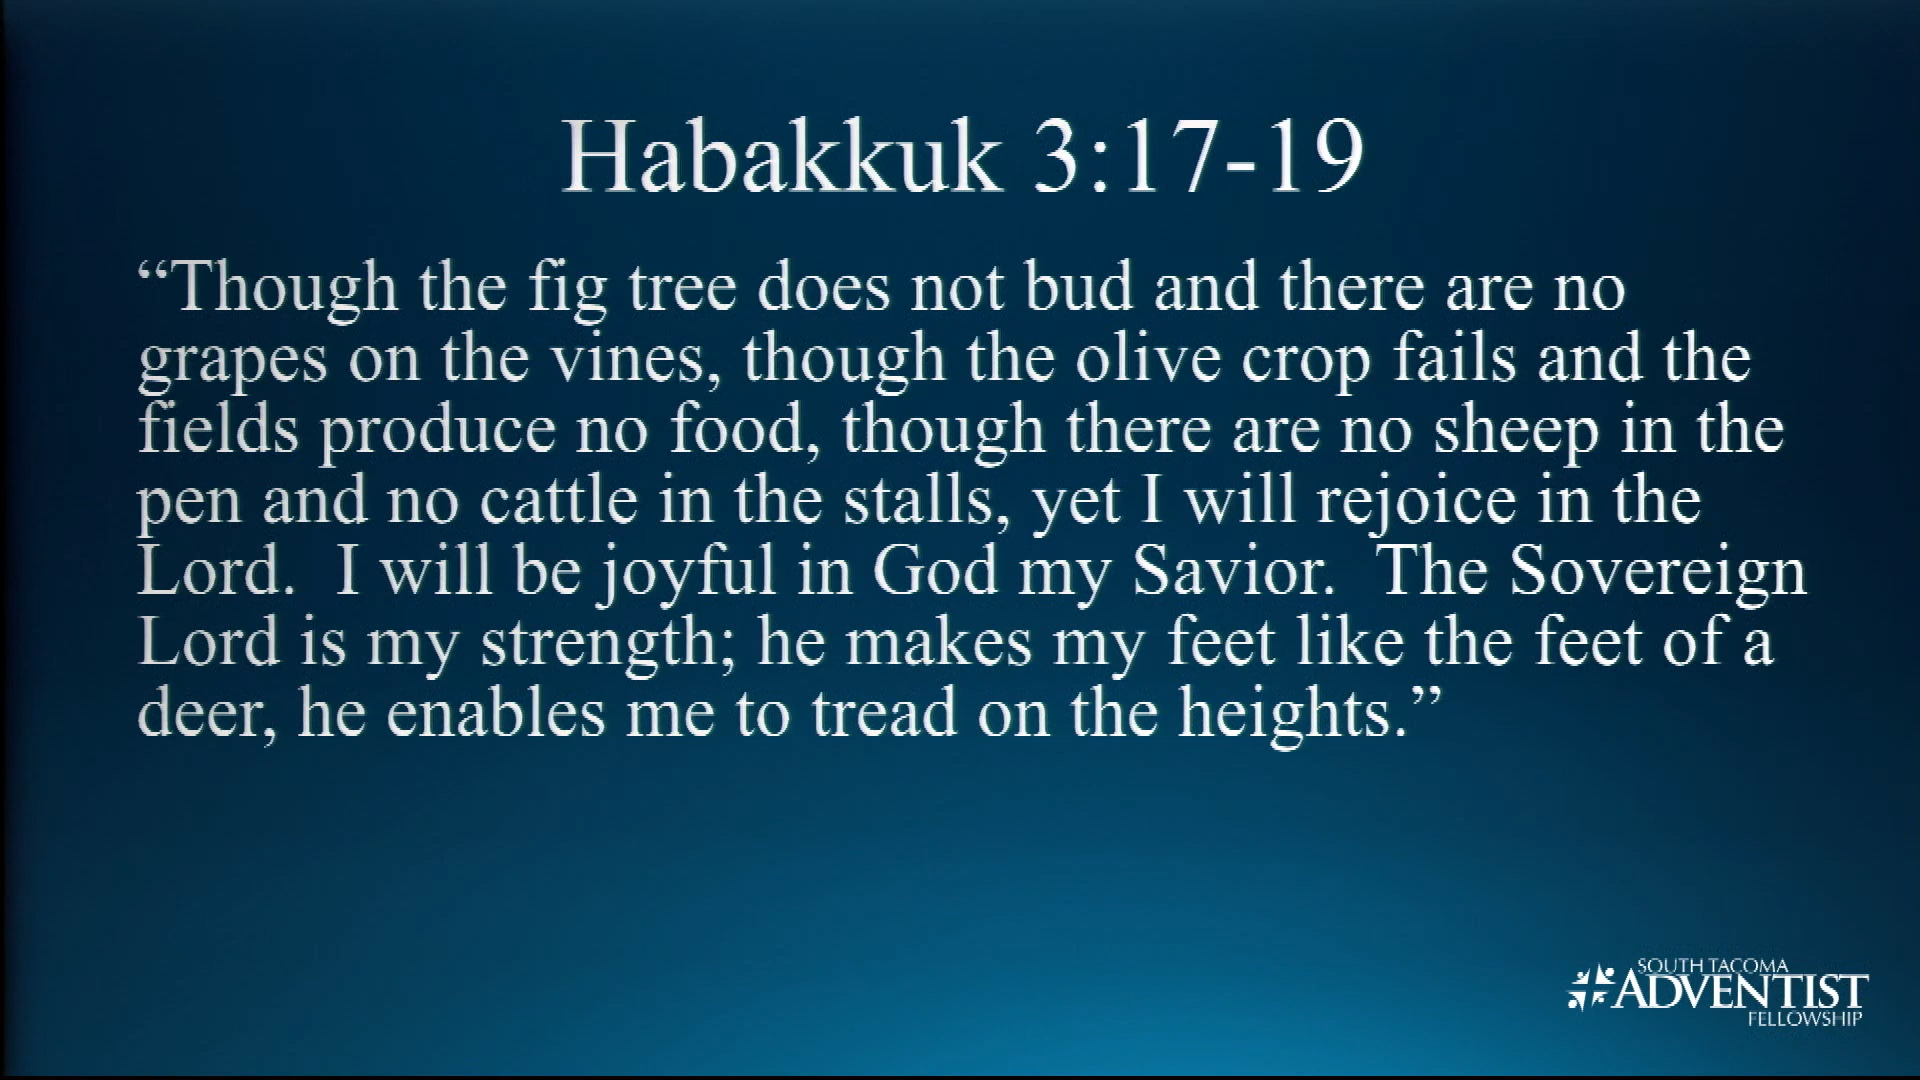 Habakkuk 3:17-19
“Though the fig tree does not bud and there are no
grapes on the vines, though the olive crop fails and the
fields produce no food, though there are no sheep in the
pen and no cattle in the stalls, yet I will rejoice in the
Lord.  I will be joyful in God my Savior.  The Sovereign
Lord is my strength; he makes my feet like the feet of a
deer, he enables me to tread on the heights.”
SOUTH TACOMA
ADVENTIST
FELLOWSHIP